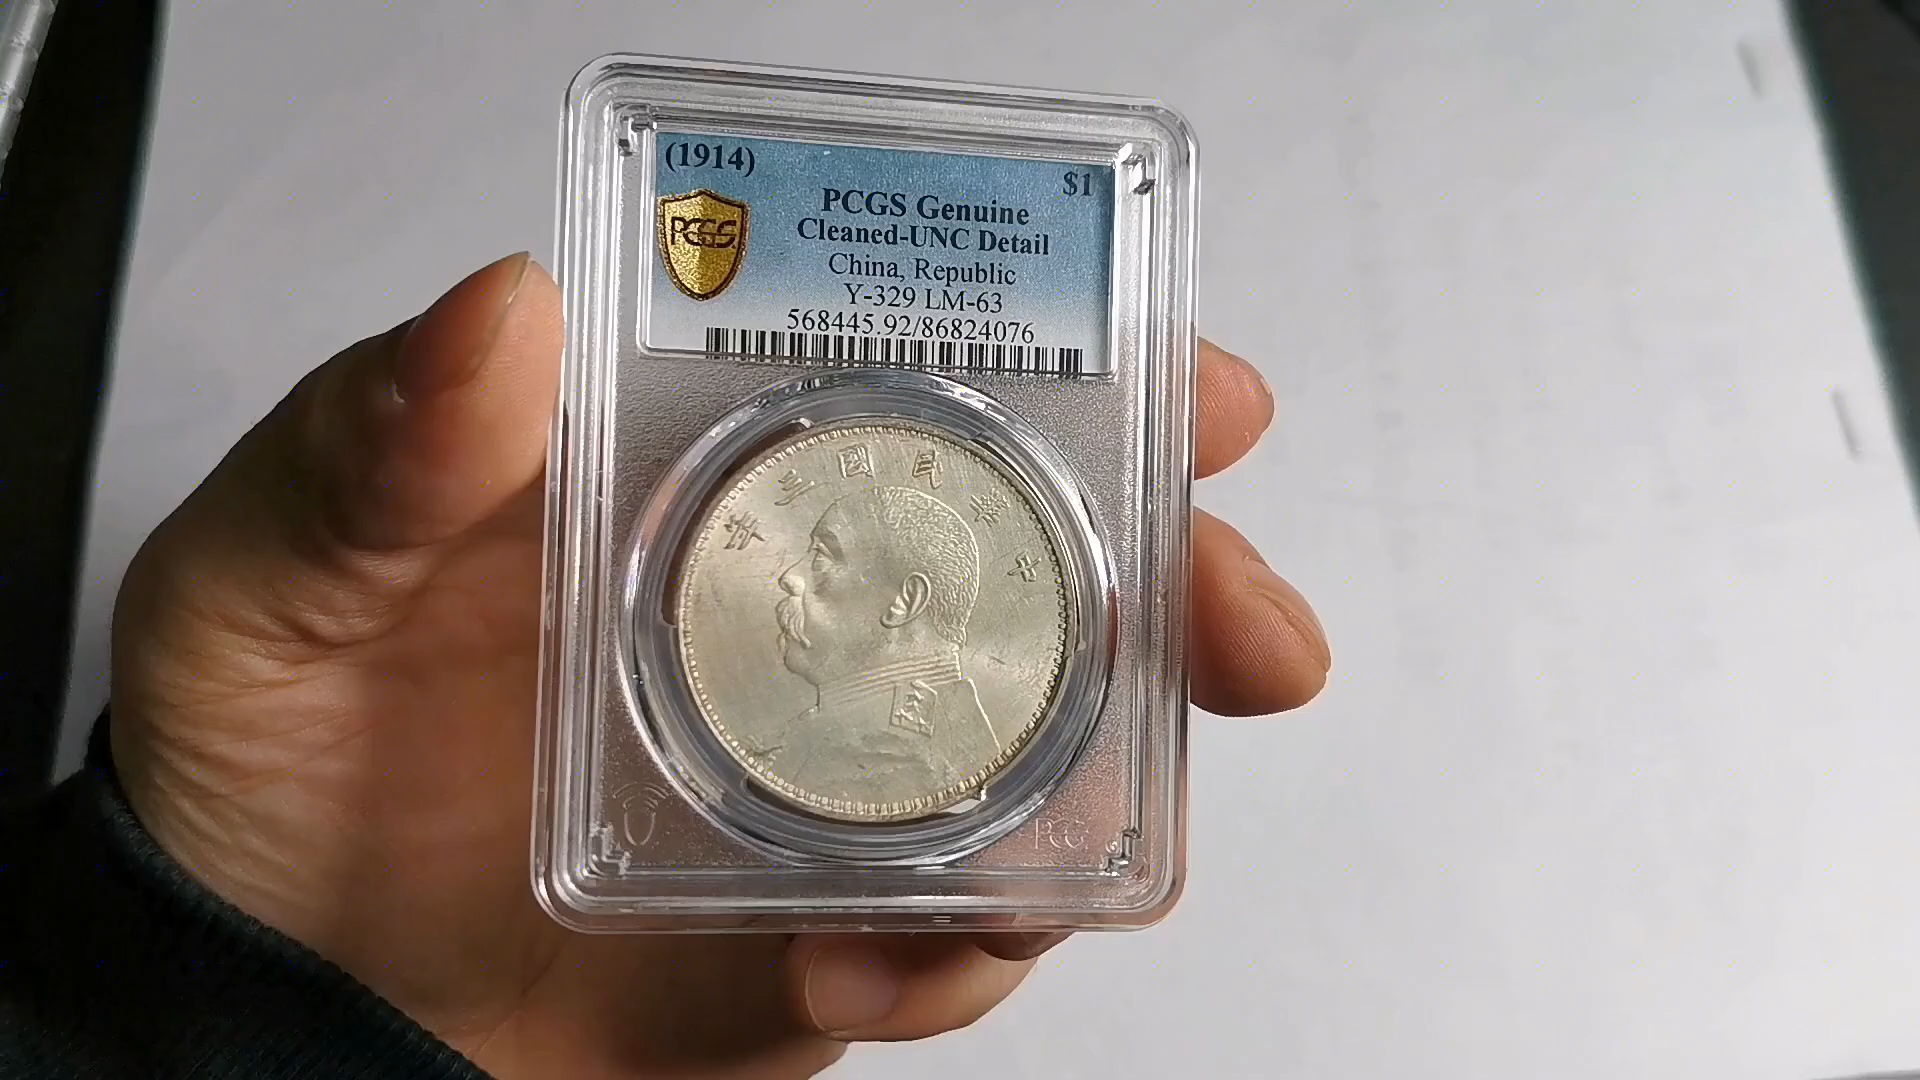 (1914)
$1
PCGS Genuine
Cleaned-UNC Detail
China, Republic
Y-329 LM-63
568445.92/86824076
PCGS
年三國民華中
PCG